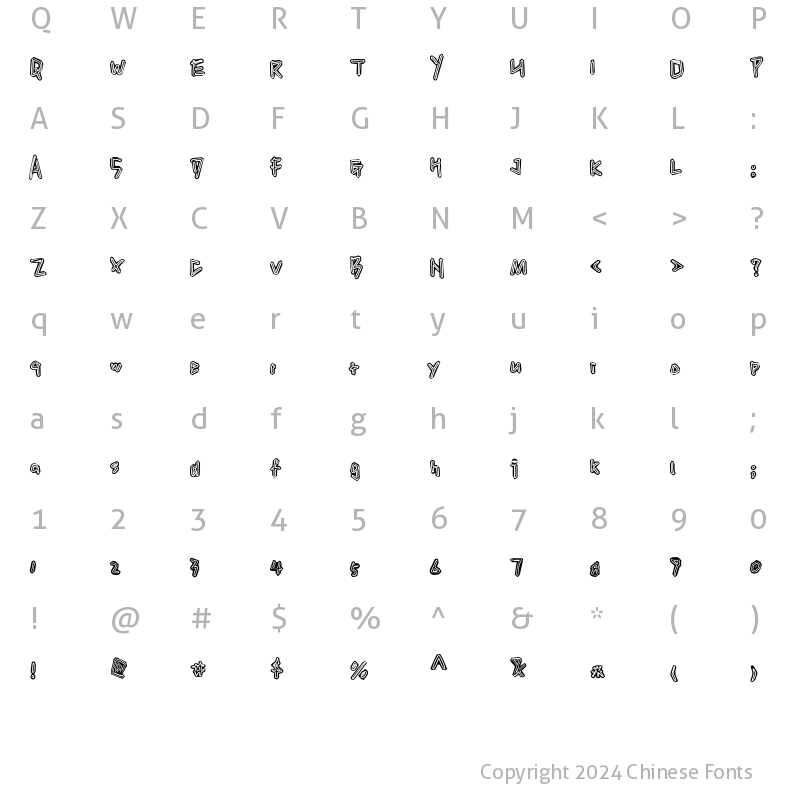 Q W E R T Y U I O P
Q W E R T Y U I O P
A S D F G H J K L :
A S D F G H J K L :
Z X C V B N M < > ?
Z X C V B N M < > ?
q w e r t y u i o p
q w e r t y u i o p
a s d f g h j k l ;
a s d f g h j k l ;
1 2 3 4 5 6 7 8 9 0
1 2 3 4 5 6 7 8 9 0
! @ # $ % ^ & * ( )
! @ # $ % ^ & * ( )
Copyright 2024 Chinese Fonts